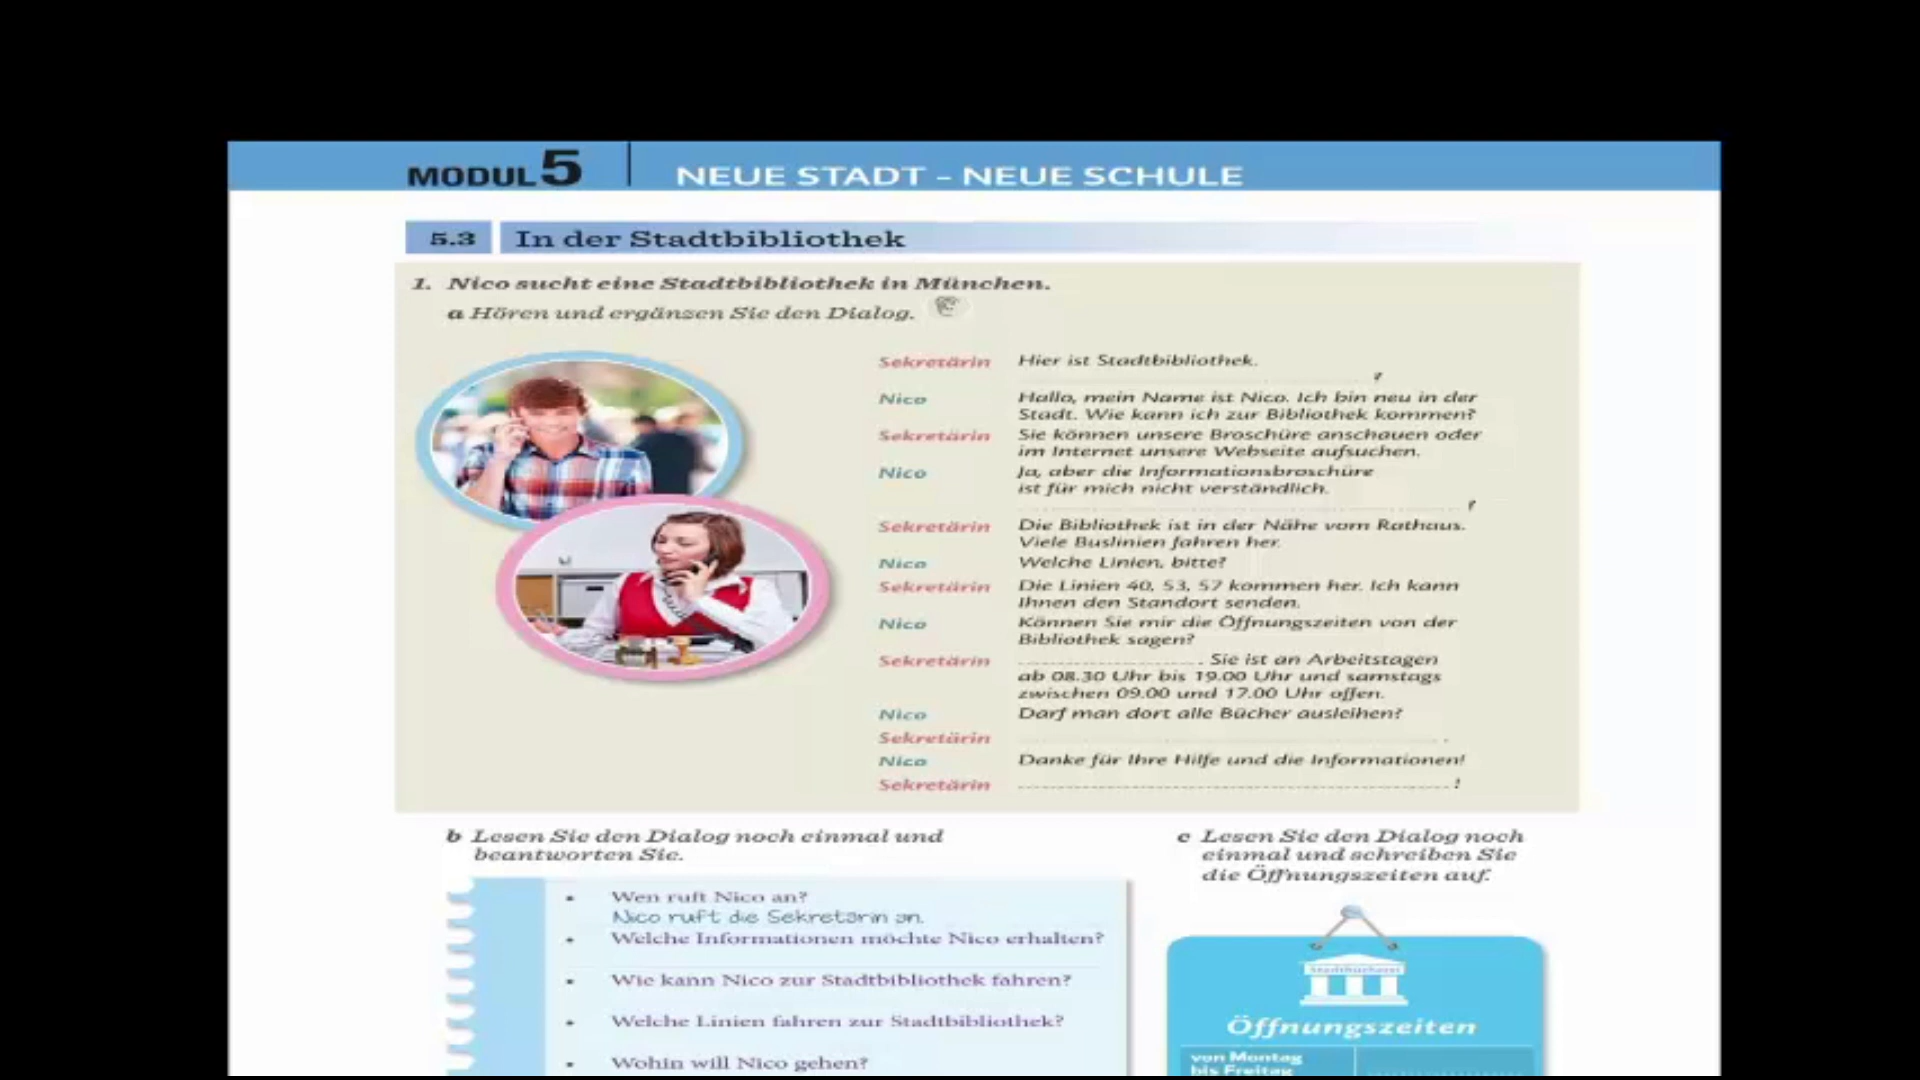 MODUL 5 NEUE STADT - NEUE SCHULE
5.3 In der Stadtbibliothek
1. Nico sucht eine Stadtbibliothek in München.
a Hören und ergänzen Sie den Dialog.
Sekretärin Hier ist Stadtbibliothek.
?
Nico Hallo, mein Name ist Nico. Ich bin neu in der
Stadt. Wie kann ich zur Bibliothek kommen?
Sekretärin Sie können unsere Broschüre anschauen oder
im Internet unsere Webseite aufsuchen.
Nico Ja, aber die Informationsbroschüre
ist für mich nicht verständlich.
?
Sekretärin Die Bibliothek ist in der Nähe vom Rathaus.
Viele Buslinien fahren her.
Nico Welche Linien, bitte?
Sekretärin Die Linien 40, 53, 57 kommen her. Ich kann
Ihnen den Standort senden.
Nico Können Sie mir die Öffnungszeiten von der
Bibliothek sagen?
Sekretärin ........................ . Sie ist an Arbeitstagen
ab 08.30 Uhr bis 19.00 Uhr und samstags
zwischen 09.00 und 17.00 Uhr offen.
Nico Darf man dort alle Bücher ausleihen?
Sekretärin ........................ .
Nico Danke für Ihre Hilfe und die Informationen!
Sekretärin ........................ !
b Lesen Sie den Dialog noch einmal und
beantworten Sie.
• Wen ruft Nico an?
Nico ruft die Sekretärin an.
• Welche Informationen möchte Nico erhalten?
• Wie kann Nico zur Stadtbibliothek fahren?
• Welche Linien fahren zur Stadtbibliothek?
• Wohin will Nico gehen?
c Lesen Sie den Dialog noch
einmal und schreiben Sie
die Öffnungszeiten auf.
Stadtbücherei
Öffnungszeiten
von Montag
bis Freitag